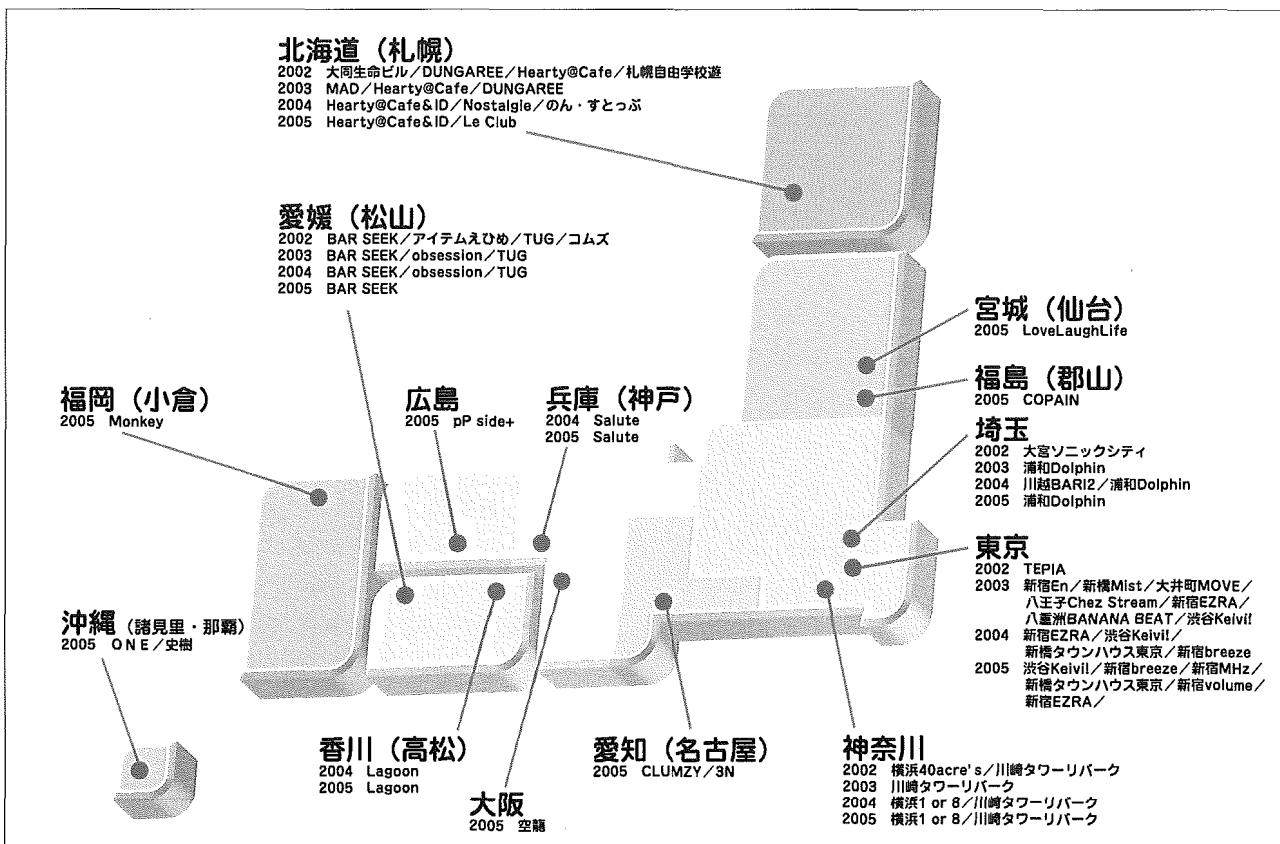 北海道（札幌）
2002 大同生命ビル／DUNGAREE／Hearty@Cafe／札幌自由学校遊
2003 MAD／Hearty@Cafe／DUNGAREE
2004 Hearty@Cafe&ID／Nostalgie／のん・すとっぷ
2005 Hearty@Cafe&ID／Le Club
愛媛（松山）
2002 BAR SEEK／アイテムえひめ／TUG／コムズ
2003 BAR SEEK／obsession／TUG
2004 BAR SEEK／obsession／TUG
2005 BAR SEEK
宮城（仙台）
2005 LoveLaughLife
福島（郡山）
2005 COPAIN
福岡（小倉）
2005 Monkey
広島
2005 pP side+
兵庫（神戸）
2004 Salute
2005 Salute
埼玉
2002 大宮ソニックシティ
2003 浦和Dolphin
2004 川越BARI2／浦和Dolphin
2005 浦和Dolphin
東京
2002 TEPIA
2003 新宿En／新橋Mist／大井町MOVE／
八王子Chez Stream／新宿EZRA／
八重洲BANANA BEAT／渋谷Keivi!
2004 新宿EZRA／渋谷Keivi!／
新橋タウンハウス東京／新宿breeze
2005 渋谷Keivi!／新宿breeze／新宿MHz／
新橋タウンハウス東京／新宿volume／
新宿EZRA／
沖縄（諸見里・那覇）
2005 ONE／史樹
香川（高松）
2004 Lagoon
2005 Lagoon
大阪
2005 空籠
愛知（名古屋）
2005 CLUMZY／3N
神奈川
2002 横浜40acre's／川崎タワーリバーク
2003 川崎タワーリバーク
2004 横浜1 or 8／川崎タワーリバーク
2005 横浜1 or 8／川崎タワーリバーク